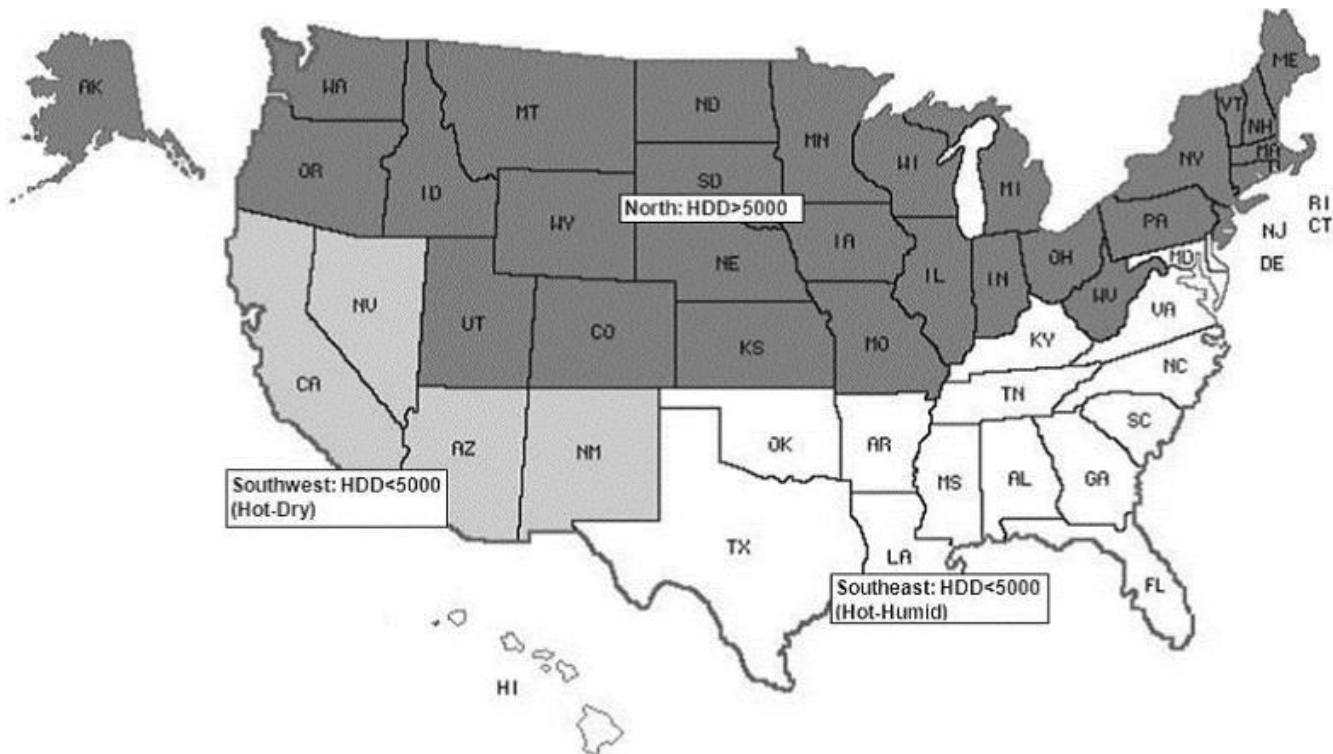 AK
WA
MT
ND
MN
ME
VT
NH
OR
ID
SD
WI
MI
NY
MA
RI
CT
North: HDD>5000
WY
IA
PA
NJ
DE
NE
IL
IN
OH
MD
NV
UT
CO
KS
MO
WV
VA
KY
CA
NC
TN
AZ
NM
OK
AR
SC
Southwest: HDD<5000
(Hot-Dry)
MS
AL
GA
TX
LA
Southeast: HDD<5000
(Hot-Humid)
FL
HI